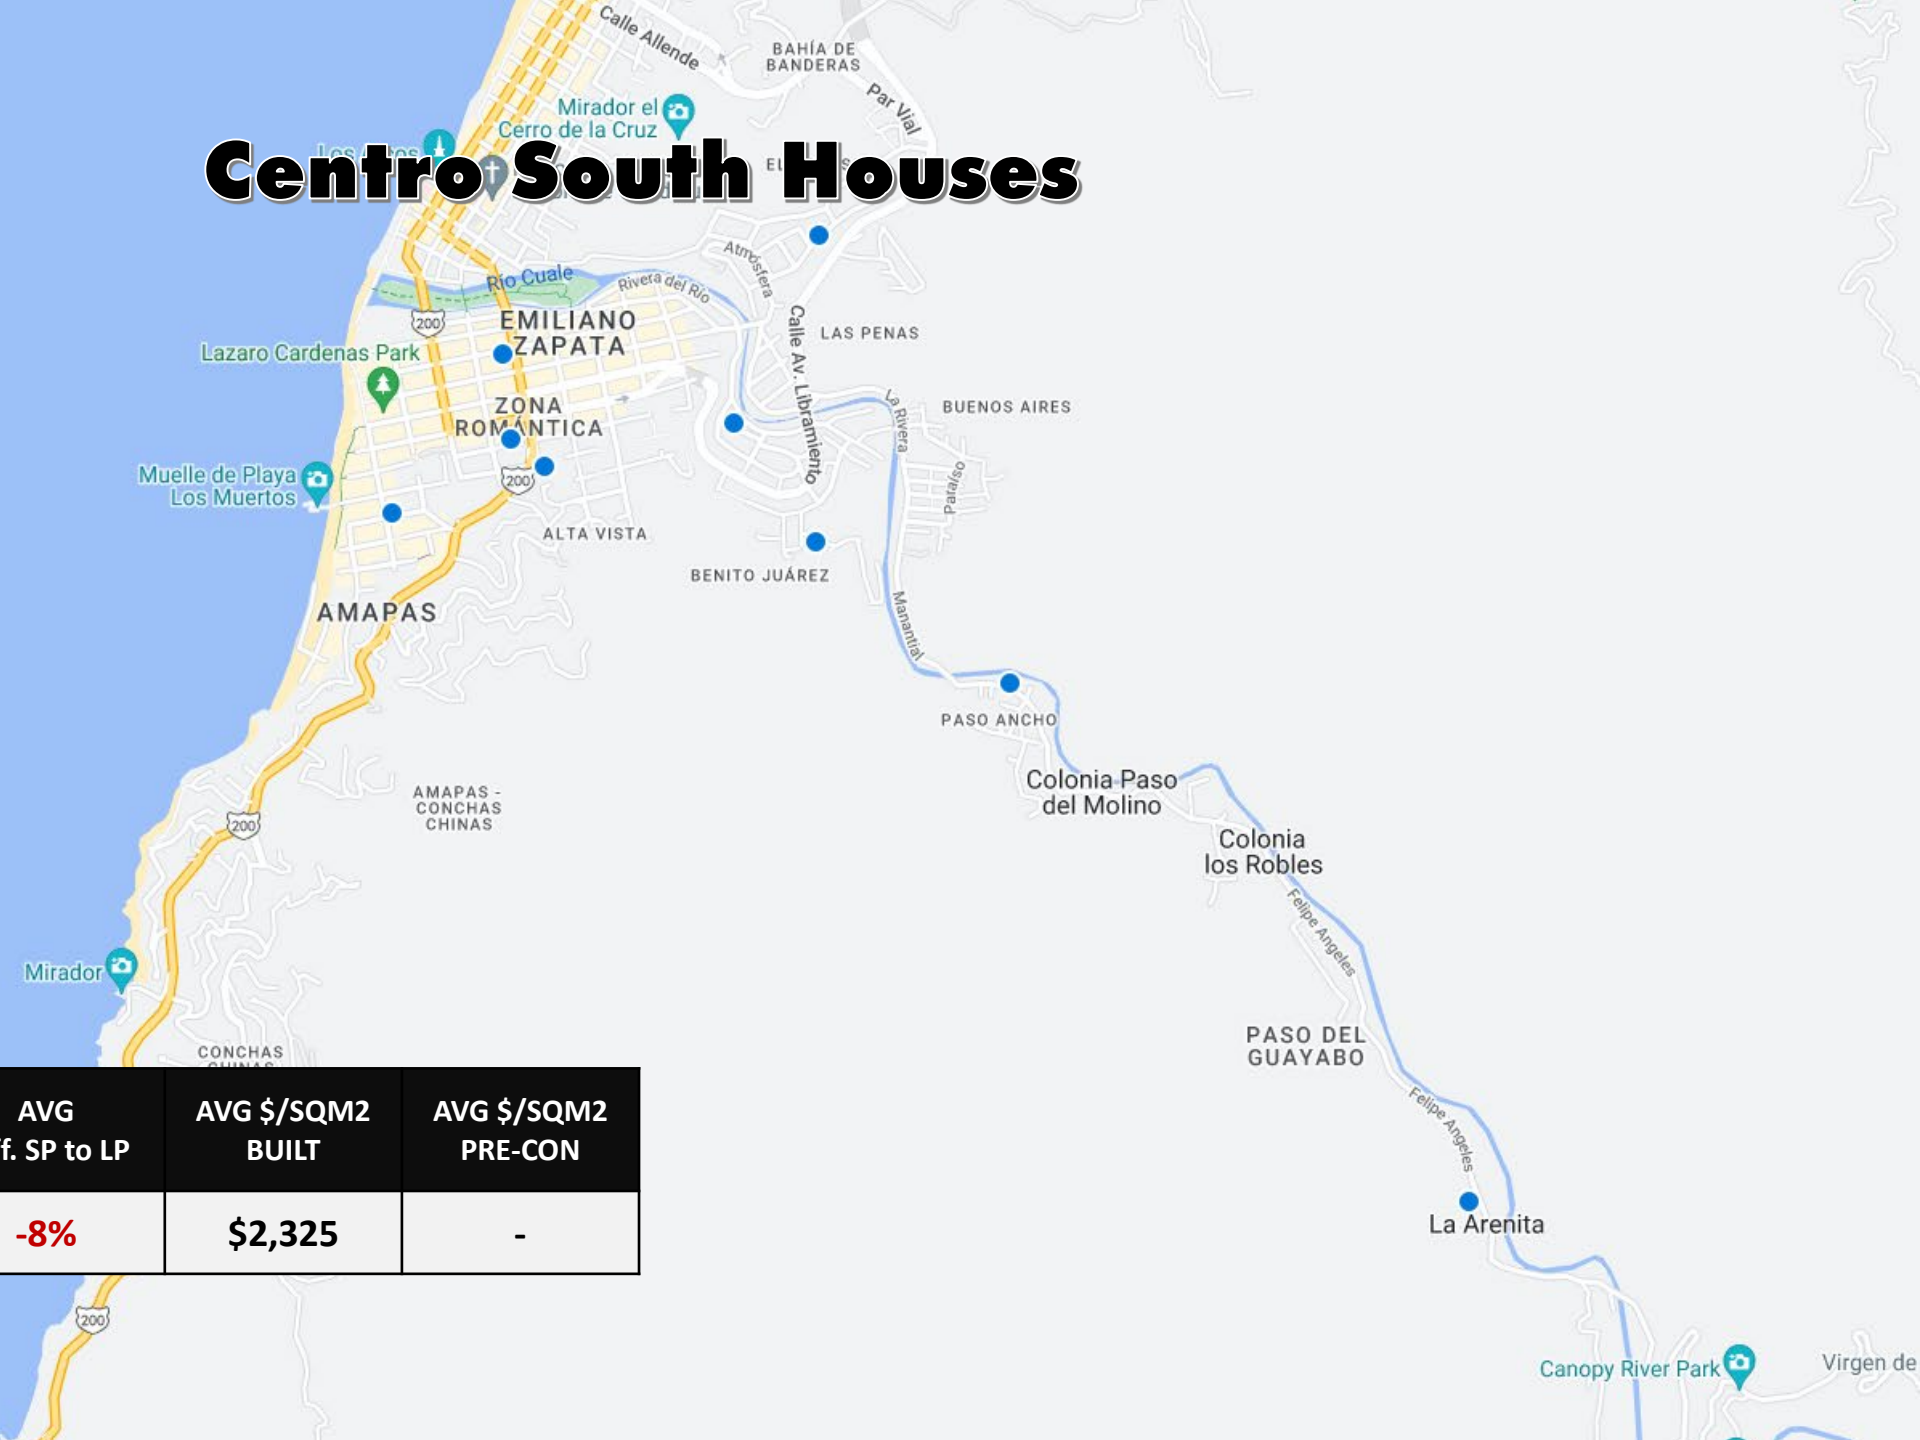 Calle Allende
BAHÍA DE
BANDERAS
Par Vial
Mirador el
Cerro de la Cruz
Centro South Houses
Río Cuale
Rivera del Río
Atmósfera
200
EMILIANO
ZAPATA
Calle Av. Libramiento
LAS PENAS
Lazaro Cardenas Park
ZONA
ROMÁNTICA
La Rivera
BUENOS AIRES
Muelle de Playa
Los Muertos
200
Paraíso
ALTA VISTA
BENITO JUÁREZ
AMAPAS
Manantial
PASO ANCHO
Colonia Paso
del Molino
AMAPAS -
CONCHAS
CHINAS
200
Colonia
los Robles
Felipe Angeles
Mirador
PASO DEL
GUAYABO
CONCHAS
CHINAS
AVG
f. SP to LP
AVG $/SQM2
BUILT
AVG $/SQM2
PRE-CON
-8%
$2,325
-
Felipe Angeles
La Arenita
200
Canopy River Park
Virgen de